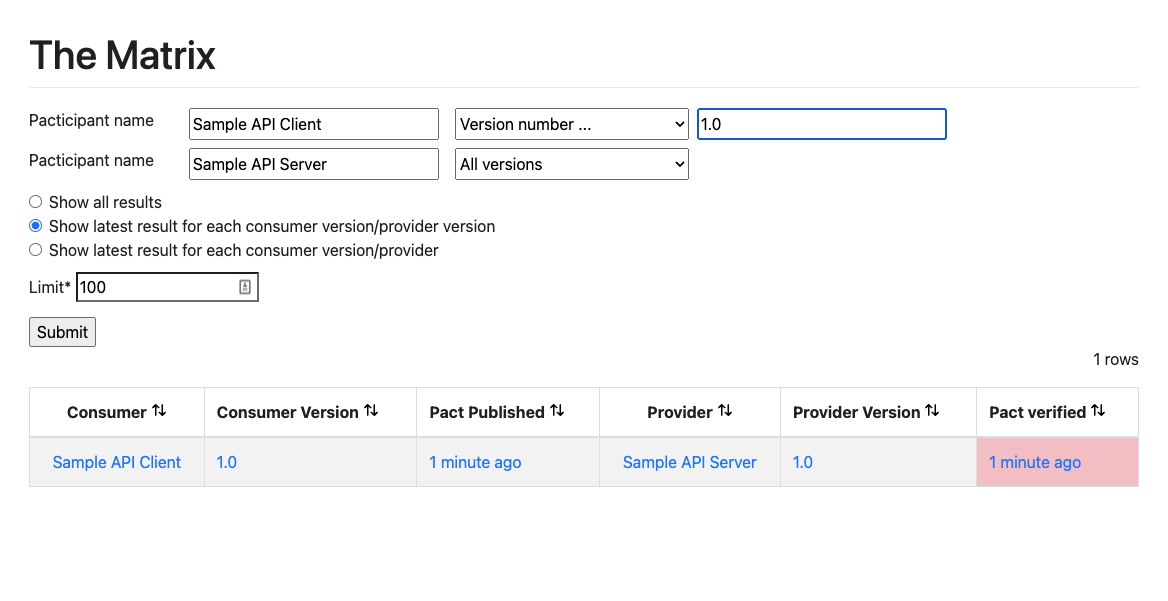 The Matrix
Pacticipant name Sample API Client Version number ... 1.0
Pacticipant name Sample API Server All versions
Show all results
Show latest result for each consumer version/provider version
Show latest result for each consumer version/provider
Limit* 100
Submit
1 rows
Consumer Consumer Version Pact Published Provider Provider Version Pact verified
Sample API Client 1.0 1 minute ago Sample API Server 1.0 1 minute ago